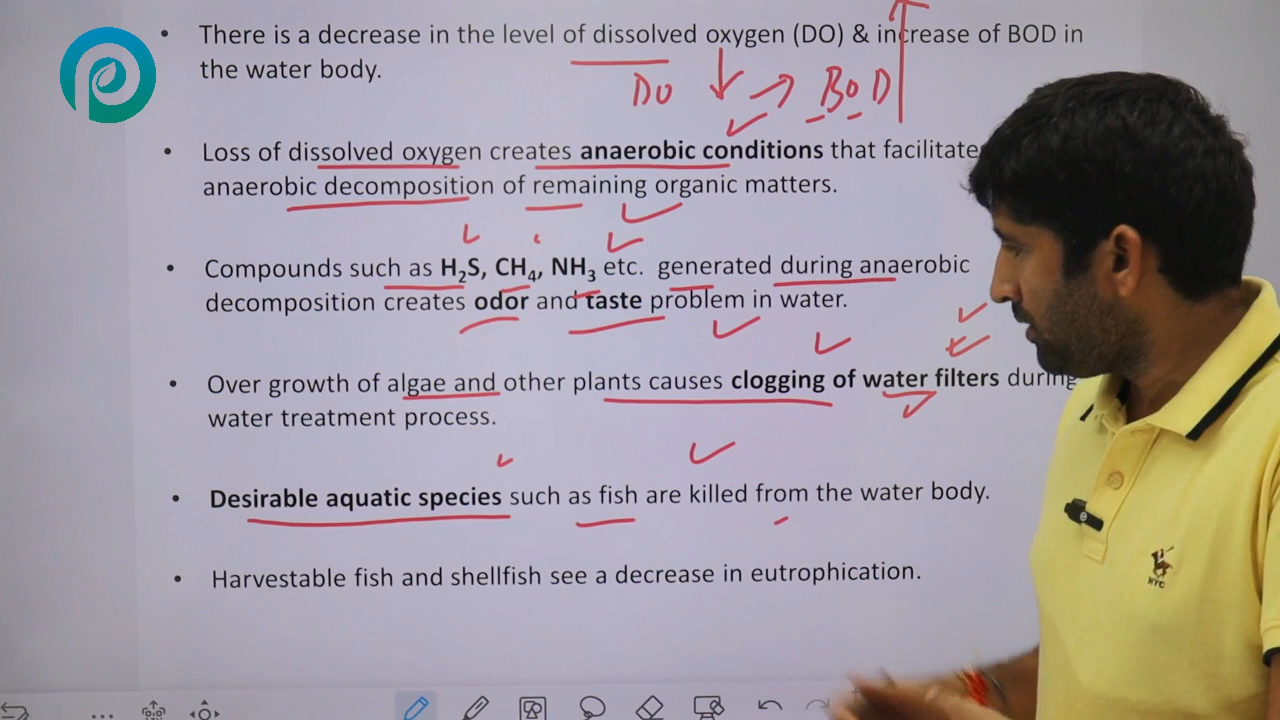 • There is a decrease in the level of dissolved oxygen (DO) & increase of BOD in
the water body.
DO ↓ → BOD ↑
• Loss of dissolved oxygen creates anaerobic conditions that facilitate
anaerobic decomposition of remaining organic matters.
• Compounds such as H₂S, CH₄, NH₃ etc. generated during anaerobic
decomposition creates odor and taste problem in water.
• Over growth of algae and other plants causes clogging of water filters during
water treatment process.
• Desirable aquatic species such as fish are killed from the water body.
• Harvestable fish and shellfish see a decrease in eutrophication.
NYC